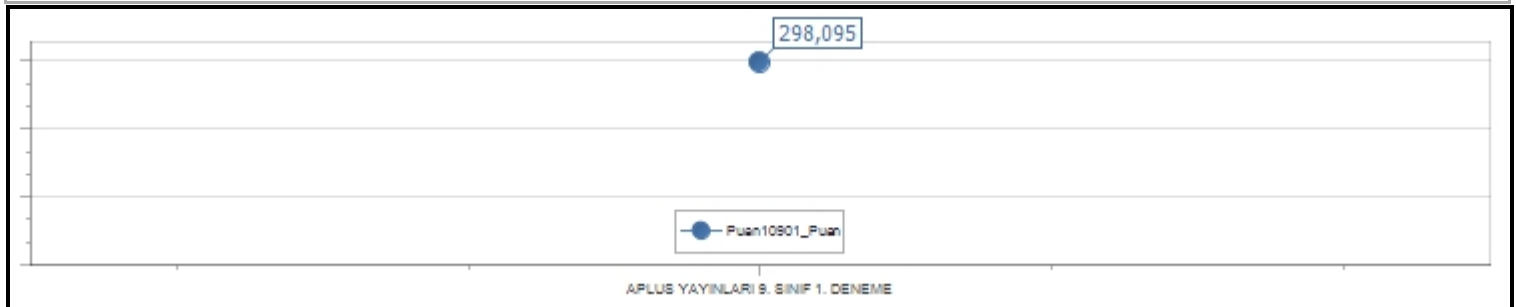 298,095
Puan10901_Puan
APLUS YAYINLARI 9. SINIF 1. DENEME